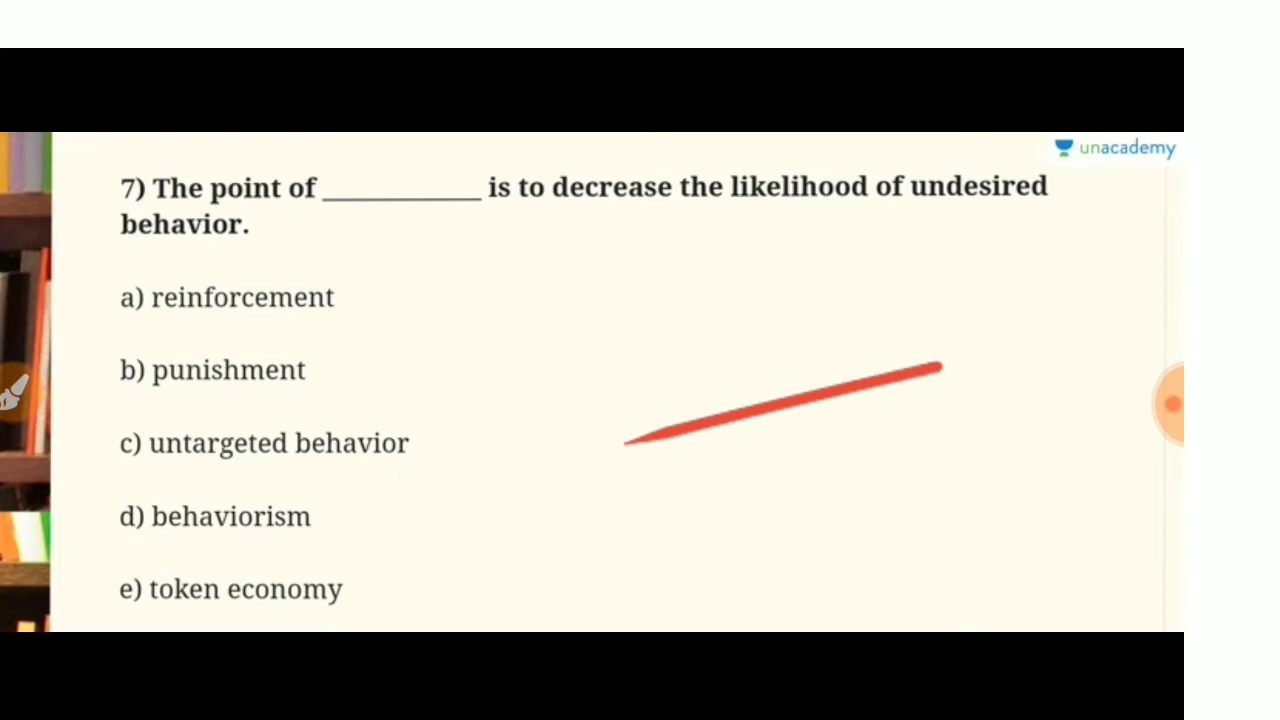 unacademy
7) The point of ____________ is to decrease the likelihood of undesired
behavior.
a) reinforcement
b) punishment
c) untargeted behavior
d) behaviorism
e) token economy